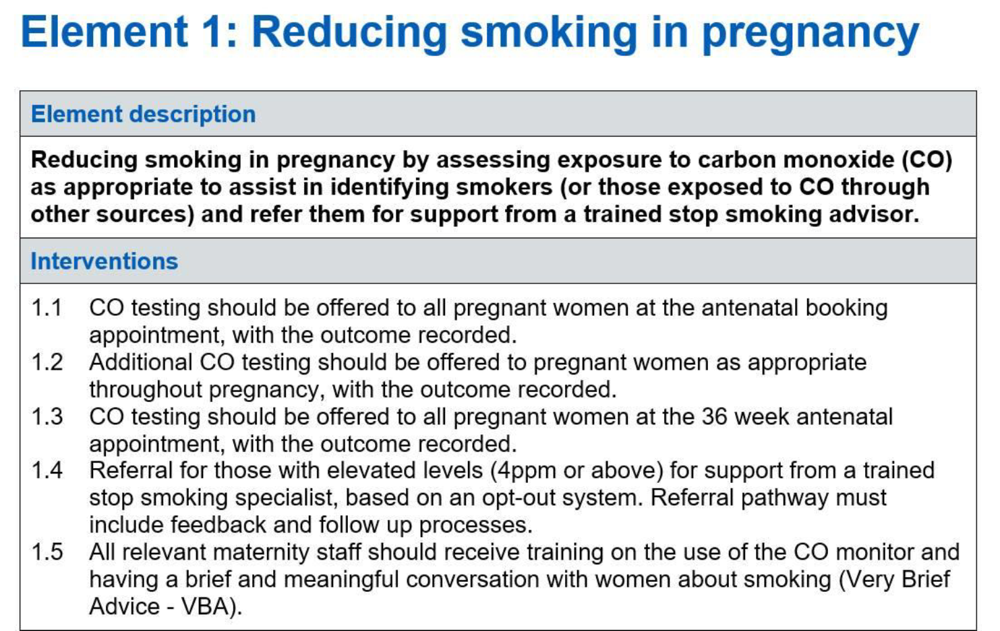 Element 1: Reducing smoking in pregnancy
Element description
Reducing smoking in pregnancy by assessing exposure to carbon monoxide (CO)
as appropriate to assist in identifying smokers (or those exposed to CO through
other sources) and refer them for support from a trained stop smoking advisor.
Interventions
1.1 CO testing should be offered to all pregnant women at the antenatal booking
appointment, with the outcome recorded.
1.2 Additional CO testing should be offered to pregnant women as appropriate
throughout pregnancy, with the outcome recorded.
1.3 CO testing should be offered to all pregnant women at the 36 week antenatal
appointment, with the outcome recorded.
1.4 Referral for those with elevated levels (4ppm or above) for support from a trained
stop smoking specialist, based on an opt-out system. Referral pathway must
include feedback and follow up processes.
1.5 All relevant maternity staff should receive training on the use of the CO monitor and
having a brief and meaningful conversation with women about smoking (Very Brief
Advice - VBA).